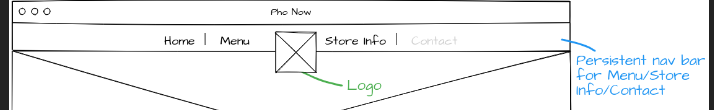 Pho Now
Home | Menu Store Info | Contact
Logo
Persistent nav bar
for Menu/Store
Info/Contact